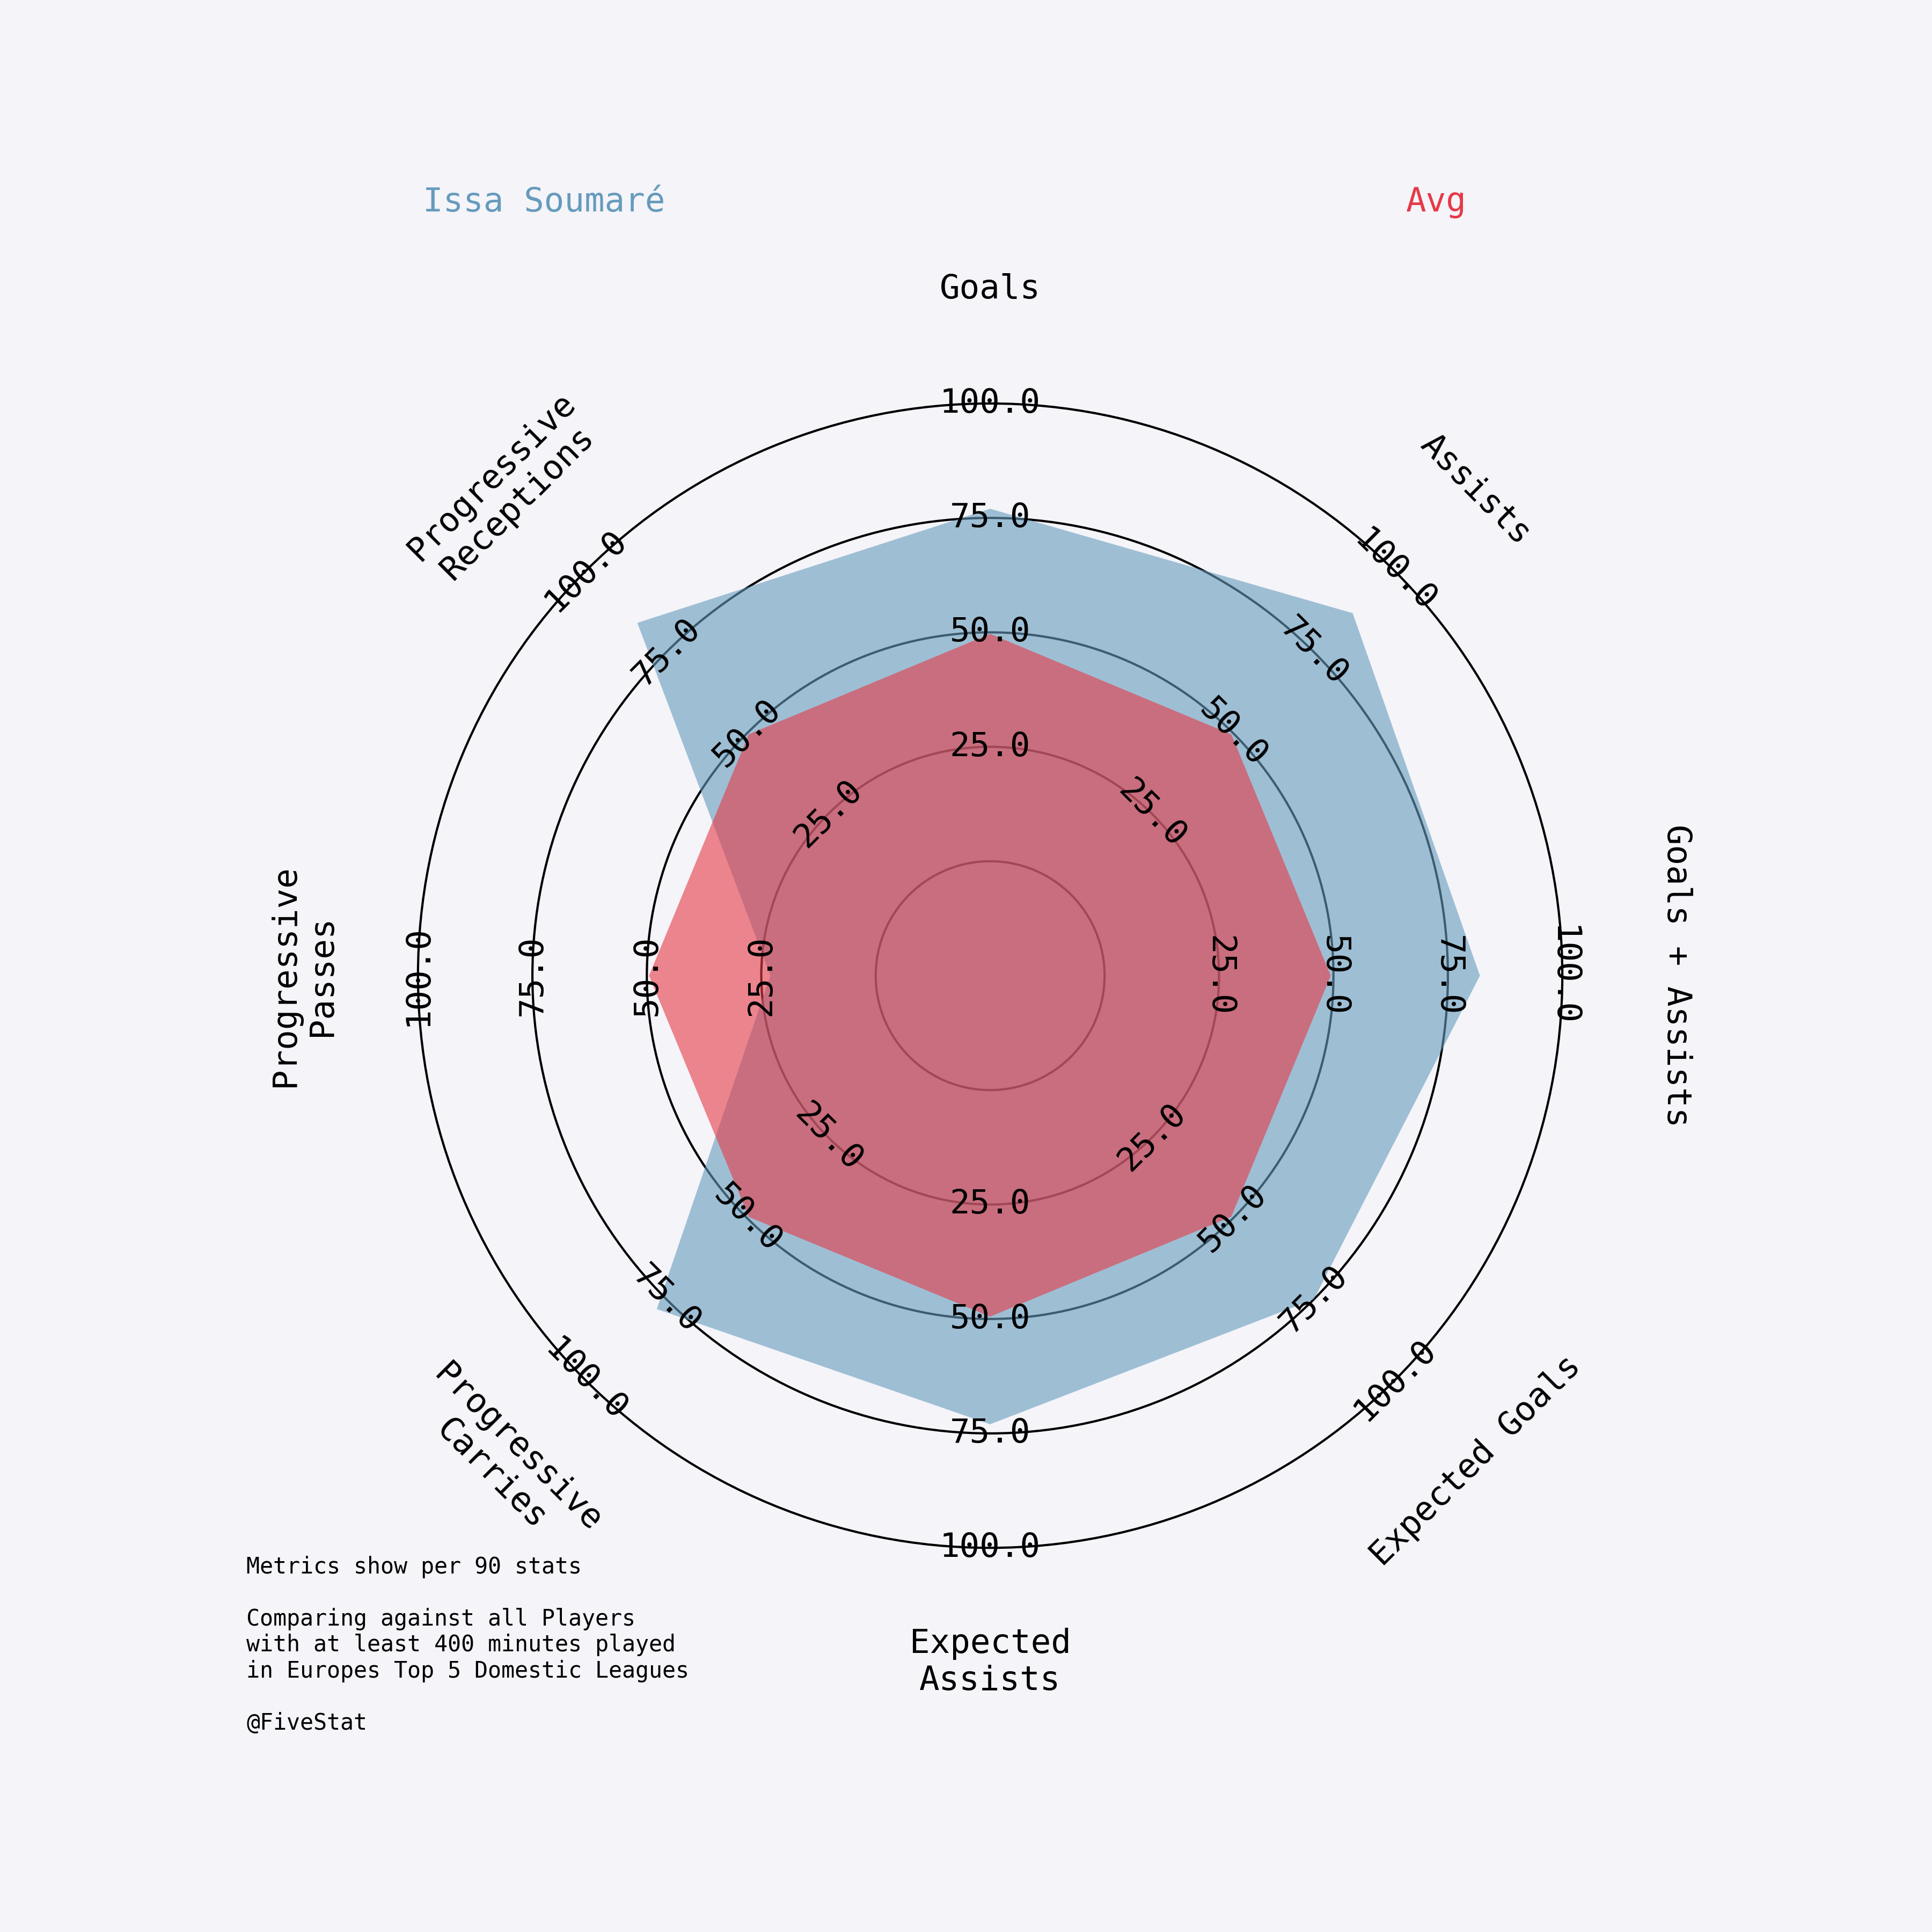 Issa Soumaré
Avg
Goals
Assists
Goals + Assists
Expected Goals
Expected
Assists
Progressive
Carries
Progressive
Passes
Progressive
Receptions
25.0
50.0
75.0
100.0
25.0
50.0
75.0
100.0
25.0
50.0
75.0
100.0
25.0
50.0
75.0
100.0
25.0
50.0
75.0
100.0
25.0
50.0
75.0
100.0
25.0
50.0
75.0
100.0
25.0
50.0
75.0
100.0
Metrics show per 90 stats
Comparing against all Players
with at least 400 minutes played
in Europes Top 5 Domestic Leagues
@FiveStat